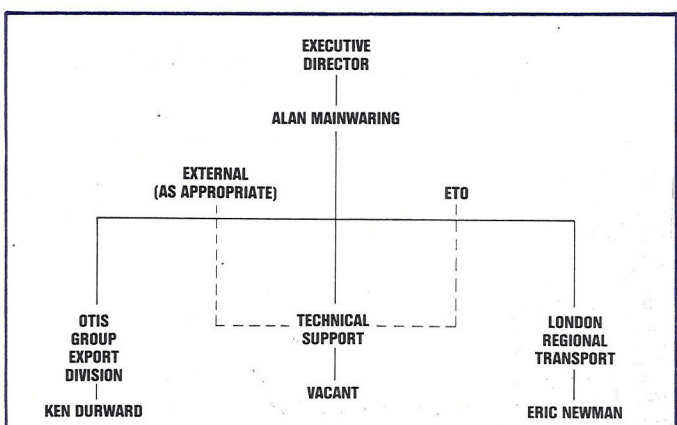 EXECUTIVE
DIRECTOR
ALAN MAINWARING
EXTERNAL
(AS APPROPRIATE)
ETO
OTIS
GROUP
EXPORT
DIVISION
KEN DURWARD
TECHNICAL
SUPPORT
VACANT
LONDON
REGIONAL
TRANSPORT
ERIC NEWMAN